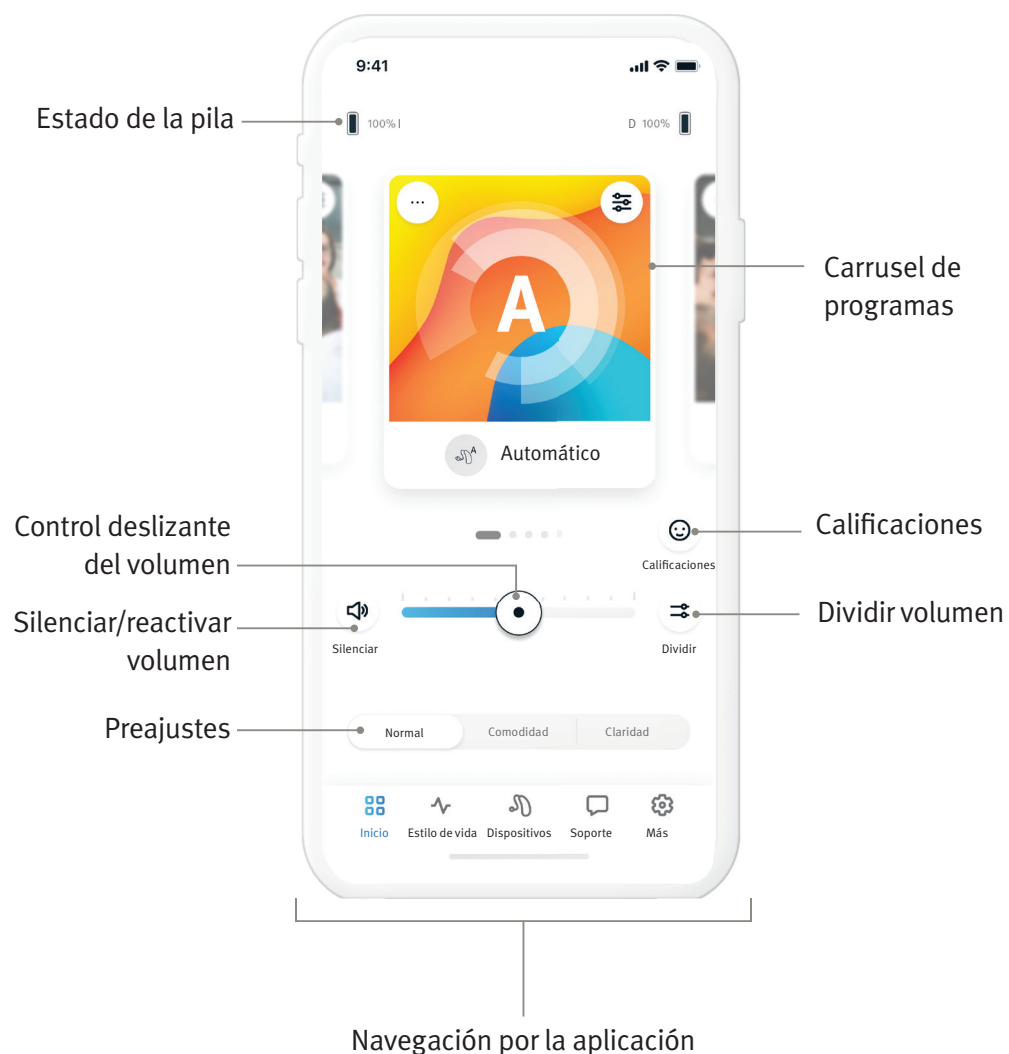 9:41
Estado de la pila
100% I
D 100%
...
A
Carrusel de
programas
A
Automático
Control deslizante
del volumen
Calificaciones
Calificaciones
Silenciar/reactivar
volumen
Dividir volumen
Silenciar
Dividir
Preajustes
Normal
Comodidad
Claridad
Inicio
Estilo de vida
Dispositivos
Soporte
Más
Navegación por la aplicación